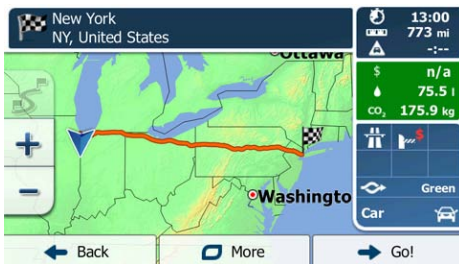 New York
NY, United States
13:00
773 mi
-:--
Ottawa
$ n/a
75.5 l
CO₂ 175.9 kg
$
+
Washingto
−
Green
Car
Back
More
Go!